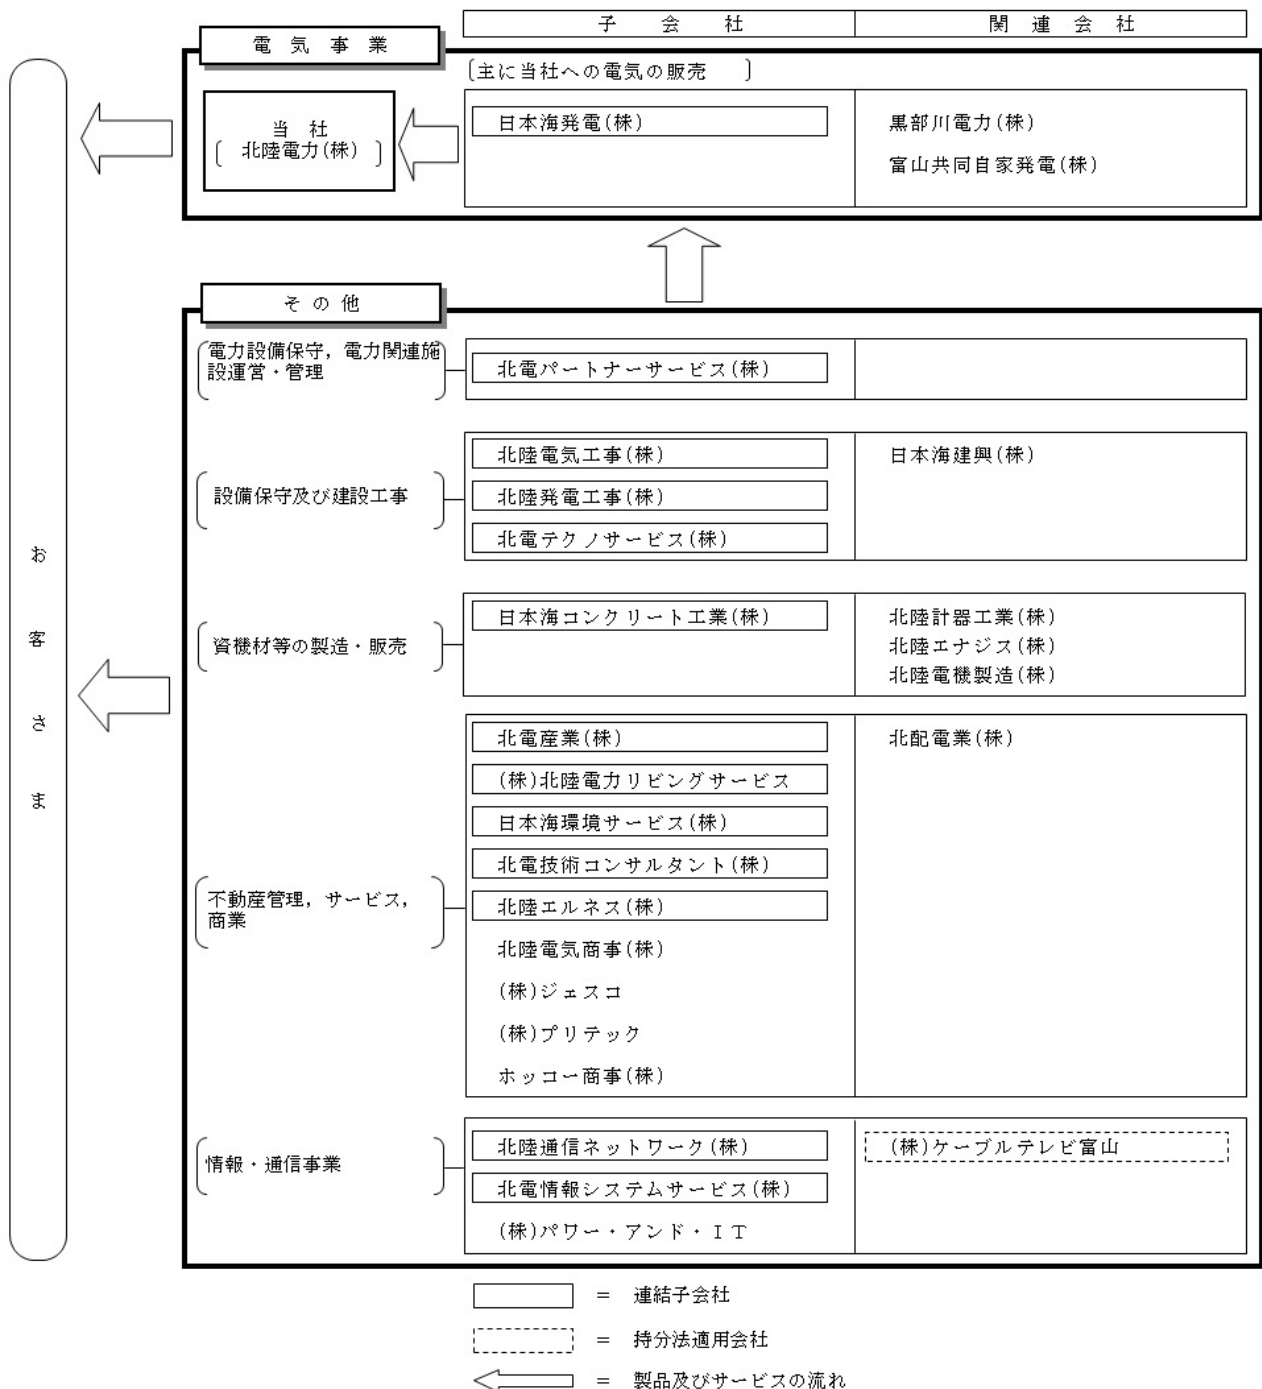 子会社
関連会社
電気事業
〔主に当社への電気の販売 〕
当社
〔 北陸電力(株) 〕
日本海発電(株)
黒部川電力(株)
富山共同自家発電(株)
その他
電力設備保守，電力関連施
設運営・管理
北電パートナーサービス(株)
設備保守及び建設工事
北陸電気工事(株)
北陸発電工事(株)
北電テクノサービス(株)
日本海建興(株)
資機材等の製造・販売
日本海コンクリート工業(株)
北陸計器工業(株)
北陸エナジス(株)
北陸電機製造(株)
不動産管理，サービス，
商業
北電産業(株)
(株)北陸電力リビングサービス
日本海環境サービス(株)
北電技術コンサルタント(株)
北陸エルネス(株)
北陸電気商事(株)
(株)ジェスコ
(株)プリテック
ホッコー商事(株)
北配電業(株)
情報・通信事業
北陸通信ネットワーク(株)
北電情報システムサービス(株)
(株)パワー・アンド・ＩＴ
(株)ケーブルテレビ富山
お客さま
＝ 連結子会社
＝ 持分法適用会社
＝ 製品及びサービスの流れ